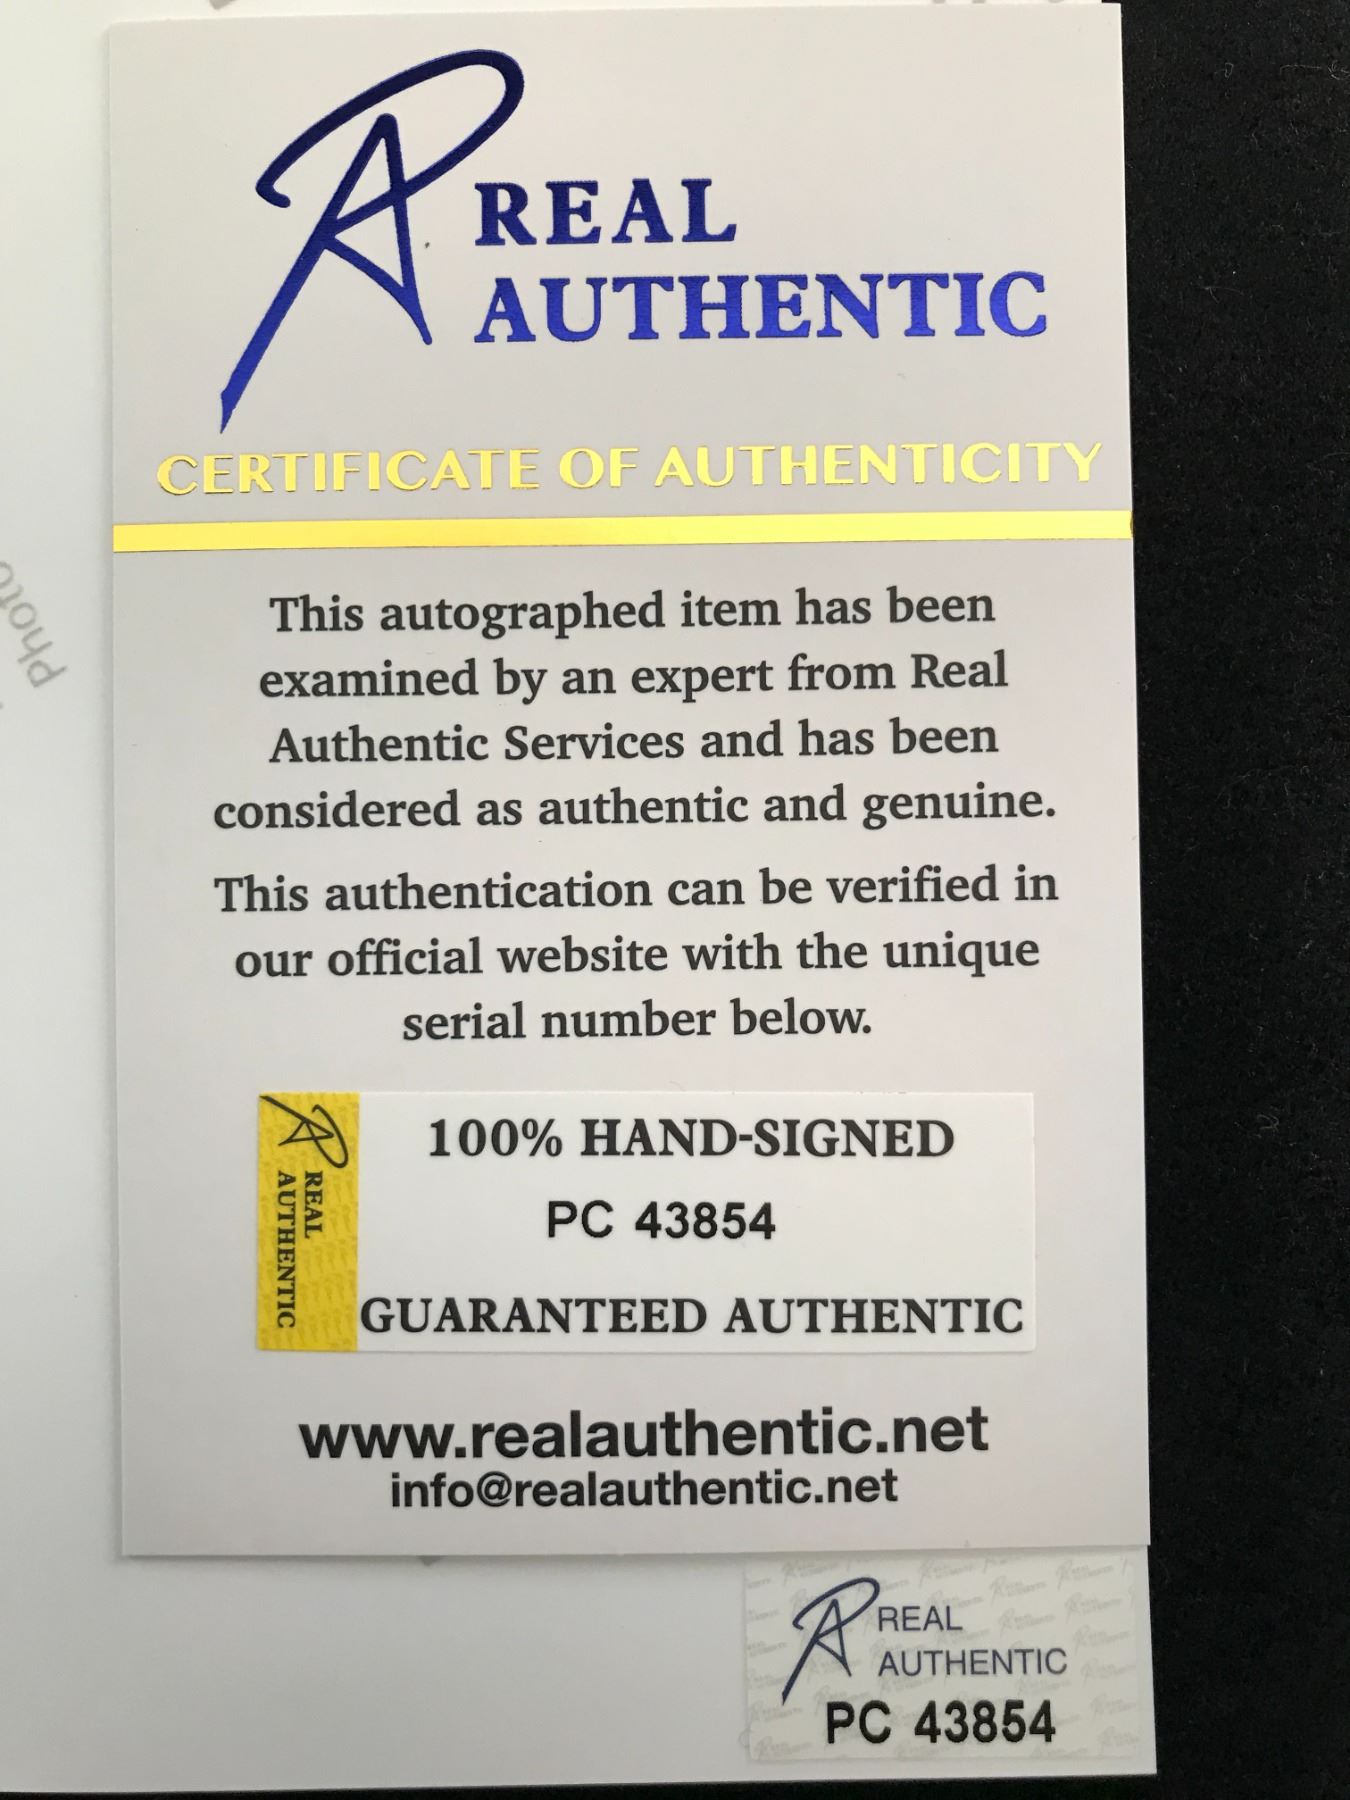 REAL
AUTHENTIC
CERTIFICATE OF AUTHENTICITY
Photo
This autographed item has been
examined by an expert from Real
Authentic Services and has been
considered as authentic and genuine.
This authentication can be verified in
our official website with the unique
serial number below.
REAL
AUTHENTIC
100% HAND-SIGNED
PC 43854
GUARANTEED AUTHENTIC
www.realauthentic.net
info@realauthentic.net
REAL
AUTHENTIC
PC 43854